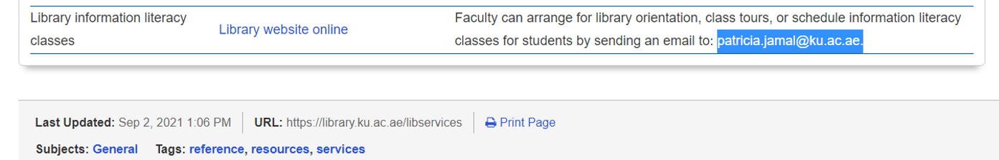 Library information literacy classes
Library website online
Faculty can arrange for library orientation, class tours, or schedule information literacy
classes for students by sending an email to: patricia.jamal@ku.ac.ae.
Last Updated: Sep 2, 2021 1:06 PM URL: https://library.ku.ac.ae/libservices Print Page
Subjects: General Tags: reference, resources, services